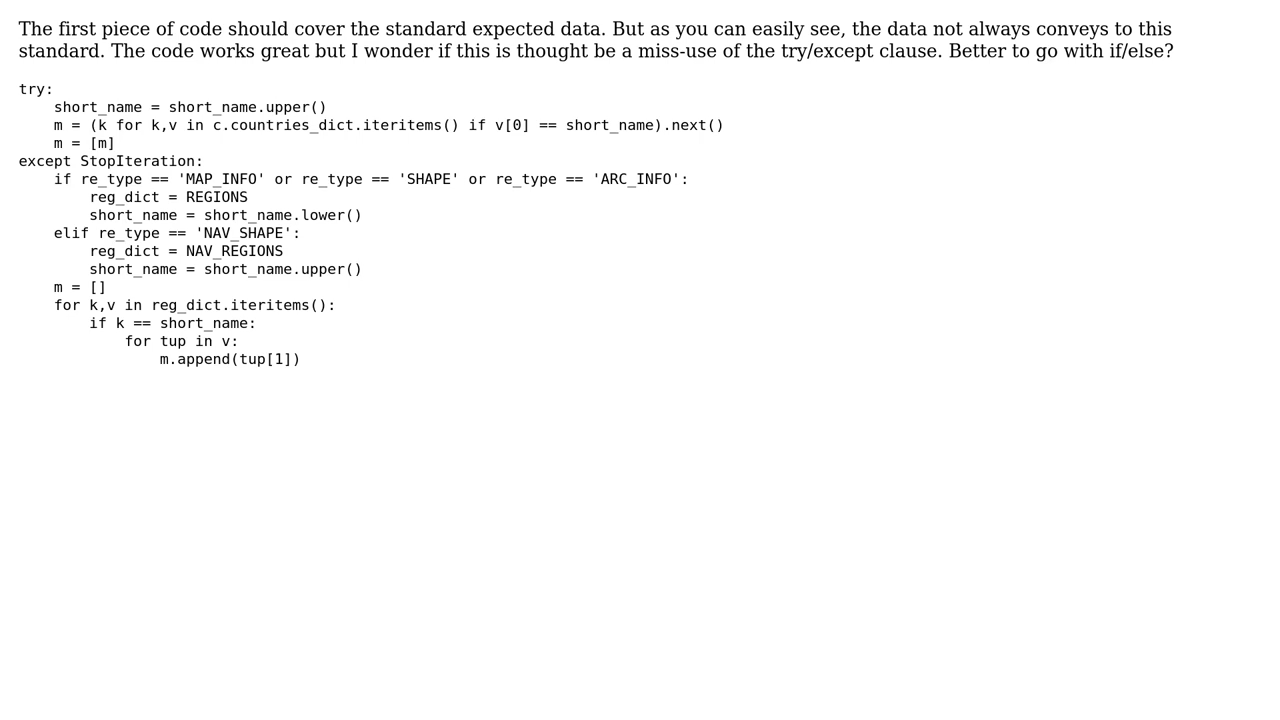 The first piece of code should cover the standard expected data. But as you can easily see, the data not always conveys to this
standard. The code works great but I wonder if this is thought be a miss-use of the try/except clause. Better to go with if/else?
try:
    short_name = short_name.upper()
    m = (k for k,v in c.countries_dict.iteritems() if v[0] == short_name).next()
    m = [m]
except StopIteration:
    if re_type == 'MAP_INFO' or re_type == 'SHAPE' or re_type == 'ARC_INFO':
        reg_dict = REGIONS
        short_name = short_name.lower()
    elif re_type == 'NAV_SHAPE':
        reg_dict = NAV_REGIONS
        short_name = short_name.upper()
    m = []
    for k,v in reg_dict.iteritems():
        if k == short_name:
            for tup in v:
                m.append(tup[1])